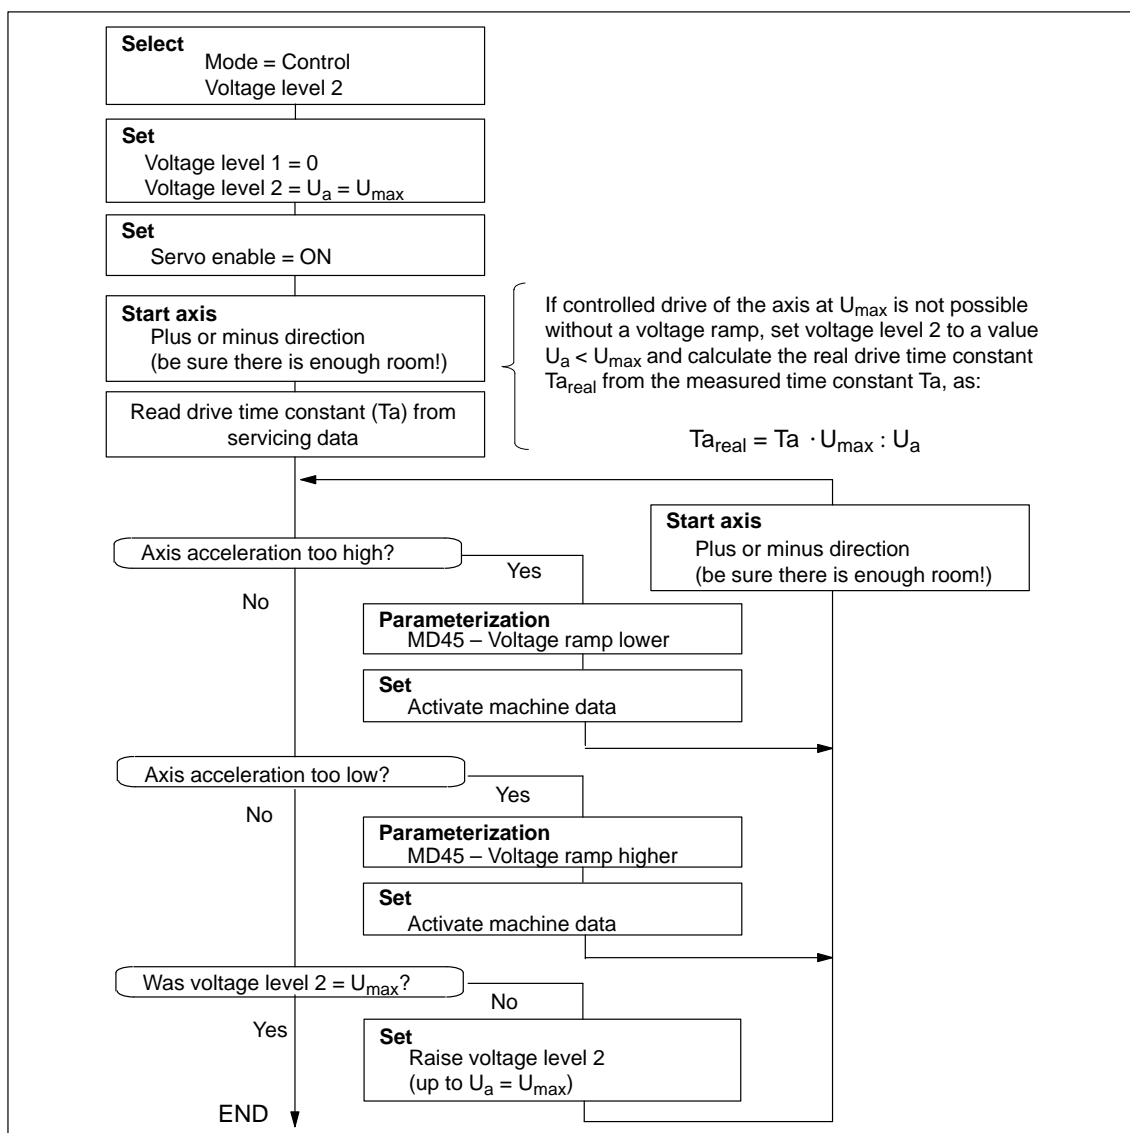 Select
Mode = Control
Voltage level 2
Set
Voltage level 1 = 0
Voltage level 2 = Ua = Umax
Set
Servo enable = ON
Start axis
Plus or minus direction
(be sure there is enough room!)
Read drive time constant (Ta) from
servicing data
If controlled drive of the axis at Umax is not possible
without a voltage ramp, set voltage level 2 to a value
Ua < Umax and calculate the real drive time constant
Tareal from the measured time constant Ta, as:
Tareal = Ta · Umax : Ua
Start axis
Plus or minus direction
(be sure there is enough room!)
Axis acceleration too high?
Yes
No
Parameterization
MD45 – Voltage ramp lower
Set
Activate machine data
Axis acceleration too low?
Yes
No
Parameterization
MD45 – Voltage ramp higher
Set
Activate machine data
Was voltage level 2 = Umax?
No
Yes
Set
Raise voltage level 2
(up to Ua = Umax)
END